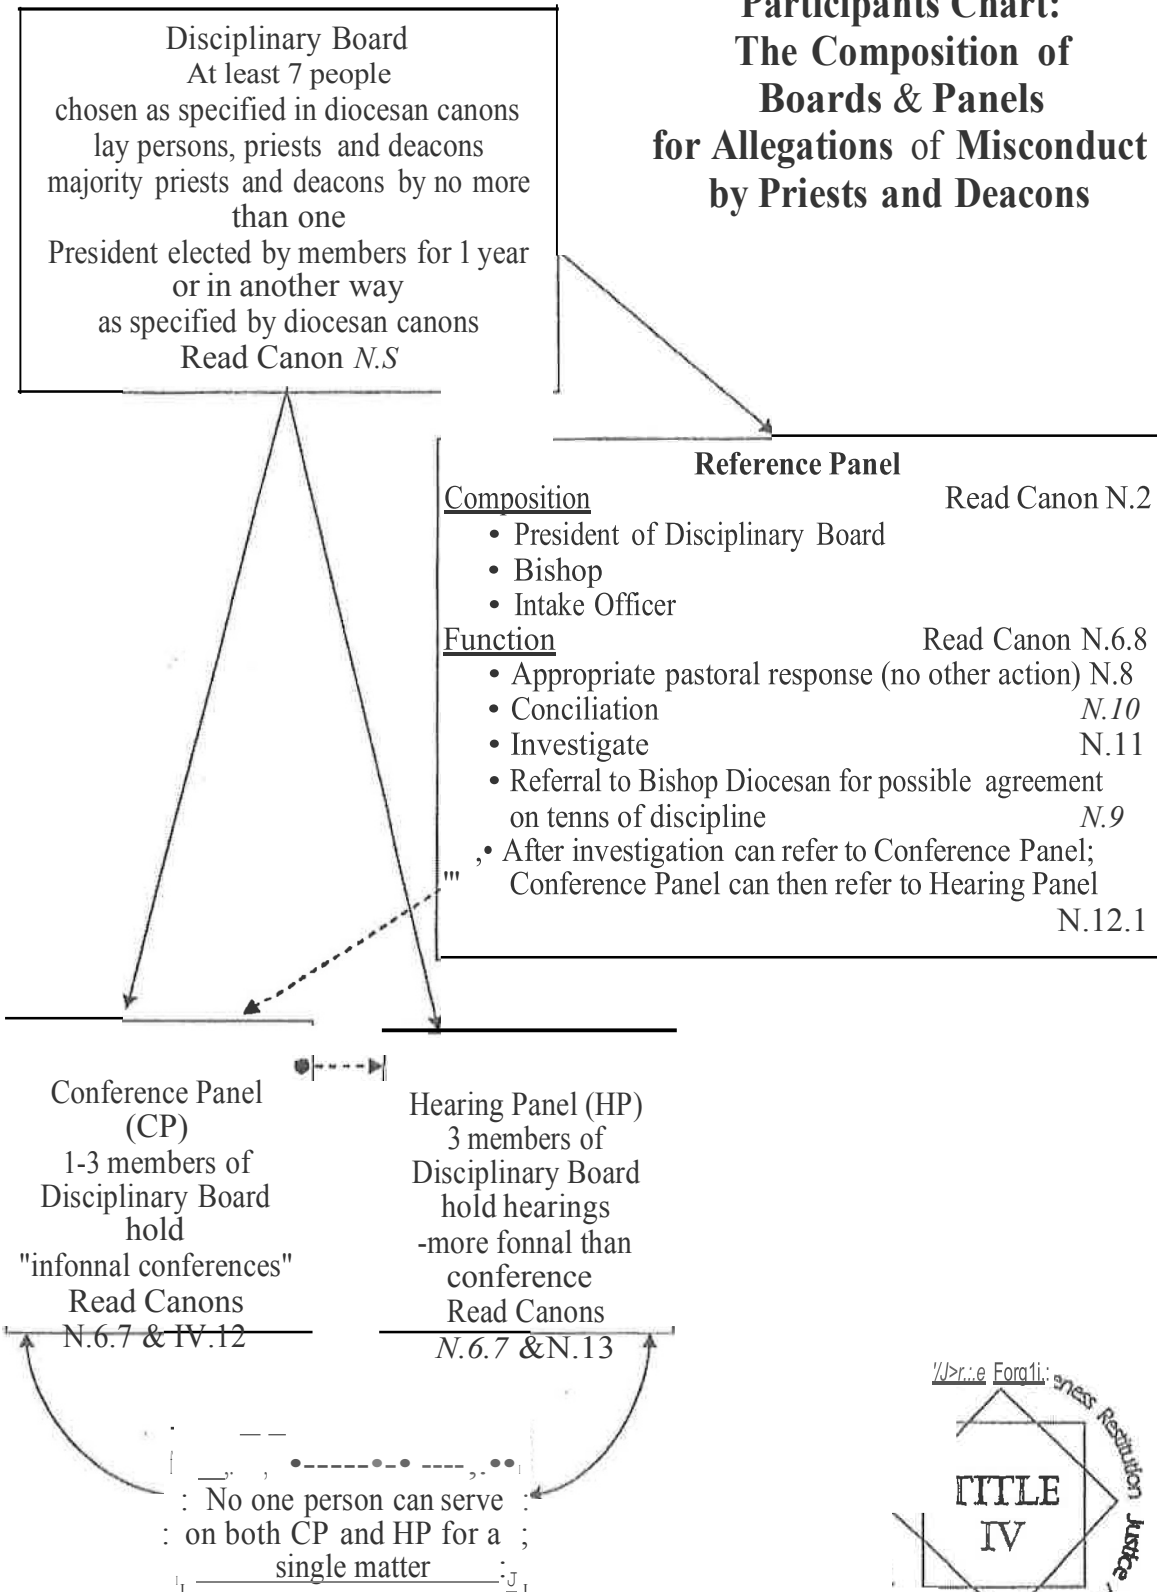 Participants Chart:
The Composition of
Boards & Panels
for Allegations of Misconduct
by Priests and Deacons
Disciplinary Board
At least 7 people
chosen as specified in diocesan canons
lay persons, priests and deacons
majority priests and deacons by no more
than one
President elected by members for 1 year
or in another way
as specified by diocesan canons
Read Canon N.S
Reference Panel
Composition Read Canon N.2
• President of Disciplinary Board
• Bishop
• Intake Officer
Function Read Canon N.6.8
• Appropriate pastoral response (no other action) N.8
• Conciliation N.10
• Investigate N.11
• Referral to Bishop Diocesan for possible agreement
on tenns of discipline N.9
,• After investigation can refer to Conference Panel;
"' Conference Panel can then refer to Hearing Panel
N.12.1
Conference Panel
(CP)
1-3 members of
Disciplinary Board
hold
"infonnal conferences"
Read Canons
N.6.7 & IV.12
Hearing Panel (HP)
3 members of
Disciplinary Board
hold hearings
-more fonnal than
conference
Read Canons
N.6.7 &N.13
: No one person can serve :
: on both CP and HP for a ;
single matter
Forg1i,: eness Restitution Justice
TITLE
IV